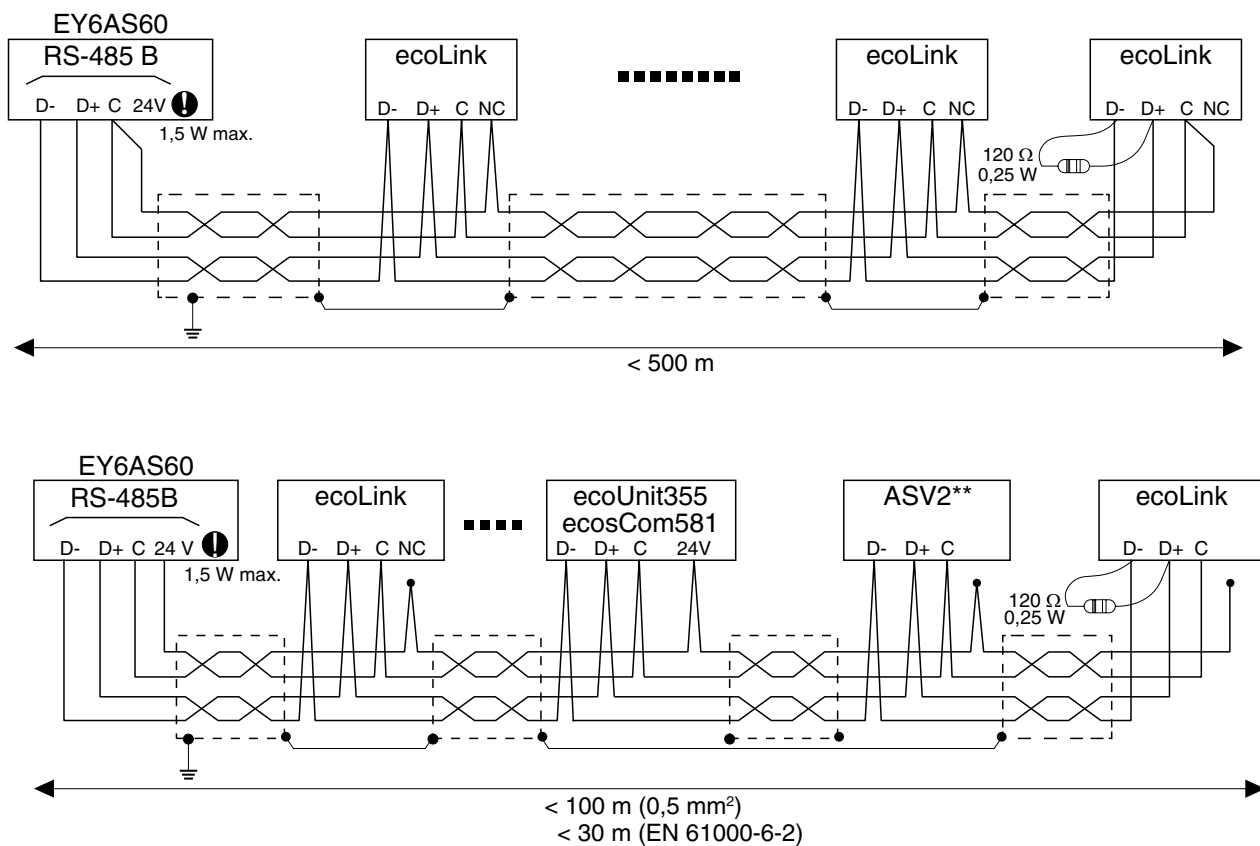 EY6AS60
RS-485 B
D- D+ C 24V
1,5 W max.
ecoLink
D- D+ C NC
ecoLink
D- D+ C NC
ecoLink
D- D+ C NC
120 Ω
0,25 W
< 500 m
EY6AS60
RS-485B
D- D+ C 24 V
1,5 W max.
ecoLink
D- D+ C NC
ecoUnit355
ecosCom581
D- D+ C 24V
ASV2**
D- D+ C
ecoLink
D- D+ C
120 Ω
0,25 W
< 100 m (0,5 mm²)
< 30 m (EN 61000-6-2)